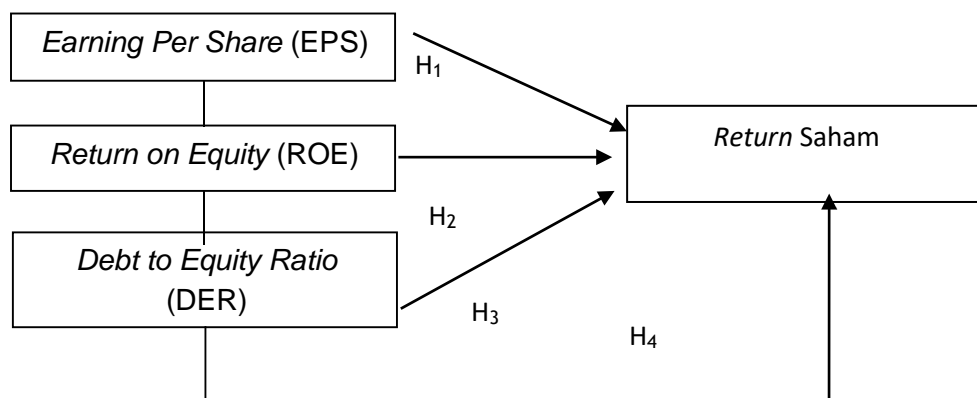 Earning Per Share (EPS)
H₁
Return Saham
Return on Equity (ROE)
H₂
Debt to Equity Ratio
(DER)
H₃
H₄